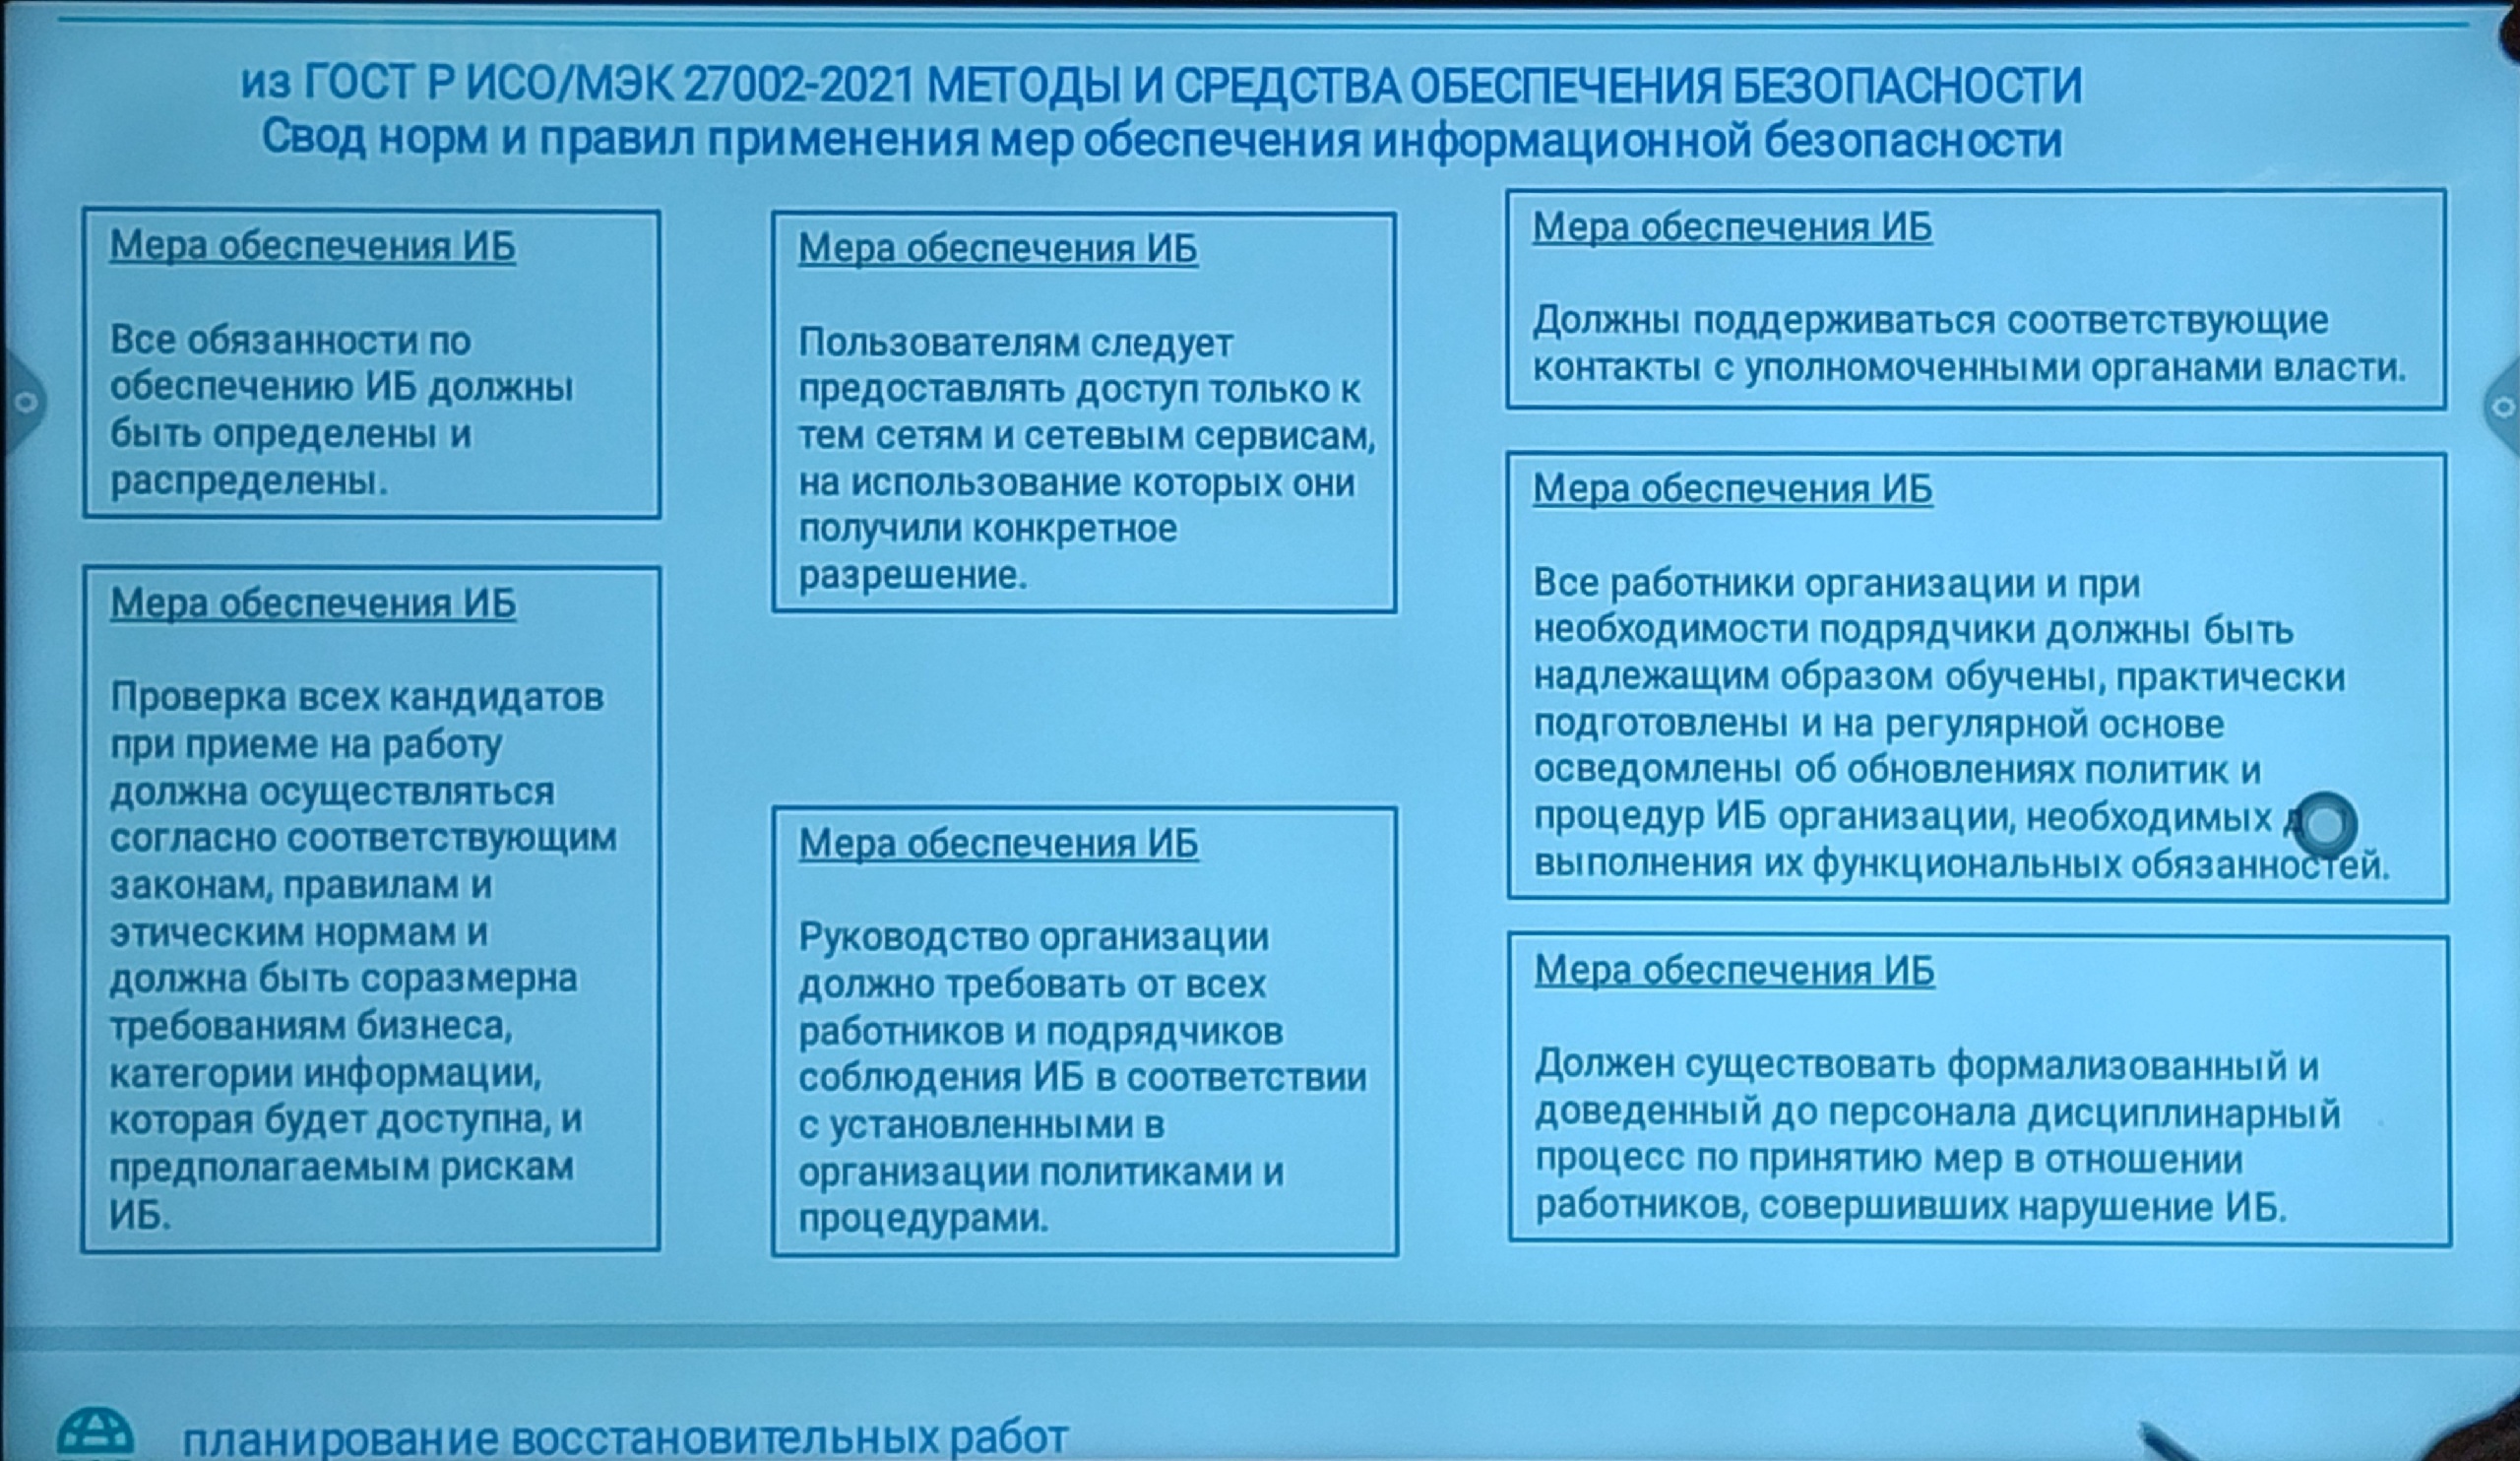 из ГОСТ Р ИСО/МЭК 27002-2021 МЕТОДЫ И СРЕДСТВА ОБЕСПЕЧЕНИЯ БЕЗОПАСНОСТИ
Свод норм и правил применения мер обеспечения информационной безопасности
Мера обеспечения ИБ
Все обязанности по
обеспечению ИБ должны
быть определены и
распределены.
Мера обеспечения ИБ
Проверка всех кандидатов
при приеме на работу
должна осуществляться
согласно соответствующим
законам, правилам и
этическим нормам и
должна быть соразмерна
требованиям бизнеса,
категории информации,
которая будет доступна, и
предполагаемым рискам
ИБ.
Мера обеспечения ИБ
Пользователям следует
предоставлять доступ только к
тем сетям и сетевым сервисам,
на использование которых они
получили конкретное
разрешение.
Мера обеспечения ИБ
Руководство организации
должно требовать от всех
работников и подрядчиков
соблюдения ИБ в соответствии
с установленными в
организации политиками и
процедурами.
Мера обеспечения ИБ
Должны поддерживаться соответствующие
контакты с уполномоченными органами власти.
Мера обеспечения ИБ
Все работники организации и при
необходимости подрядчики должны быть
надлежащим образом обучены, практически
подготовлены и на регулярной основе
осведомлены об обновлениях политик и
процедур ИБ организации, необходимых
выполнения их функциональных обязанностей.
Мера обеспечения ИБ
Должен существовать формализованный и
доведенный до персонала дисциплинарный
процесс по принятию мер в отношении
работников, совершивших нарушение ИБ.
планирование восстановительных работ